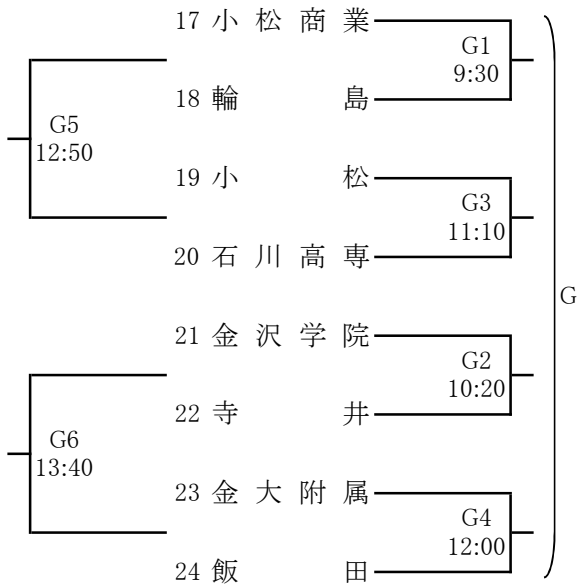 17 小松商業
G1
9:30
18 輪島
G5
12:50
19 小松
G3
11:10
20 石川高専
G
21 金沢学院
G2
10:20
22 寺井
G6
13:40
23 金大附属
G4
12:00
24 飯田